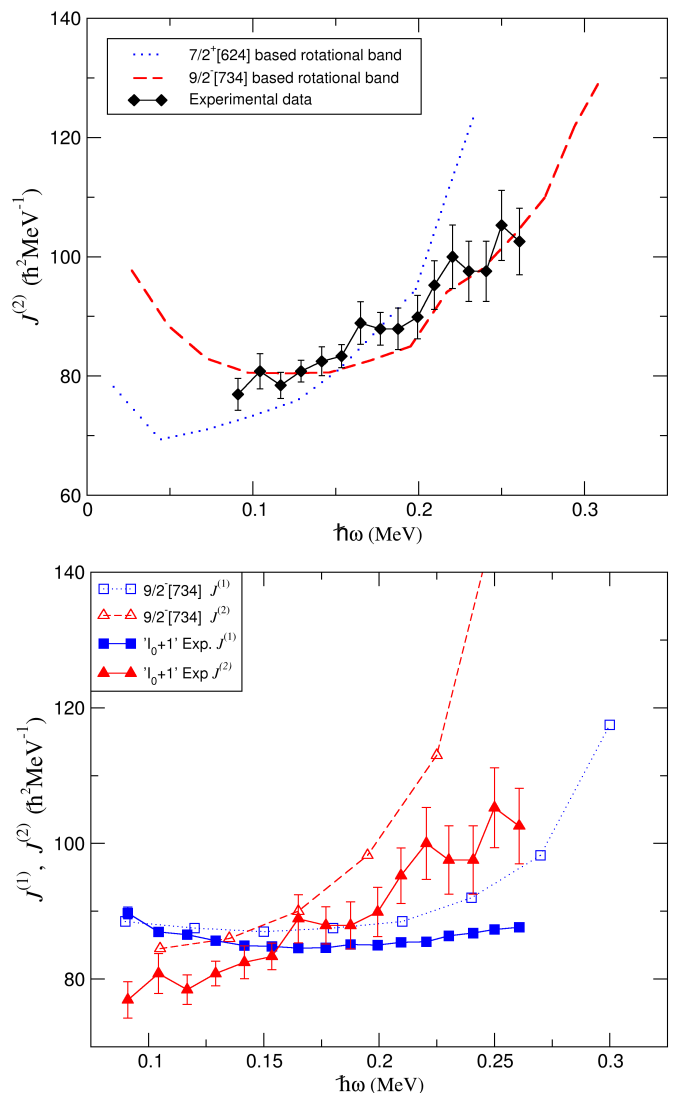 140
7/2⁺[624] based rotational band
9/2⁻[734] based rotational band
Experimental data
120
100
80
60
J⁽²⁾ (ħ²MeV⁻¹)
0 0.1 0.2 0.3
ħω (MeV)
140
9/2⁻[734] J⁽¹⁾
9/2⁻[734] J⁽²⁾
'I₀+1' Exp. J⁽¹⁾
'I₀+1' Exp J⁽²⁾
120
100
80
J⁽¹⁾, J⁽²⁾ (ħ²MeV⁻¹)
0.1 0.15 0.2 0.25 0.3
ħω (MeV)